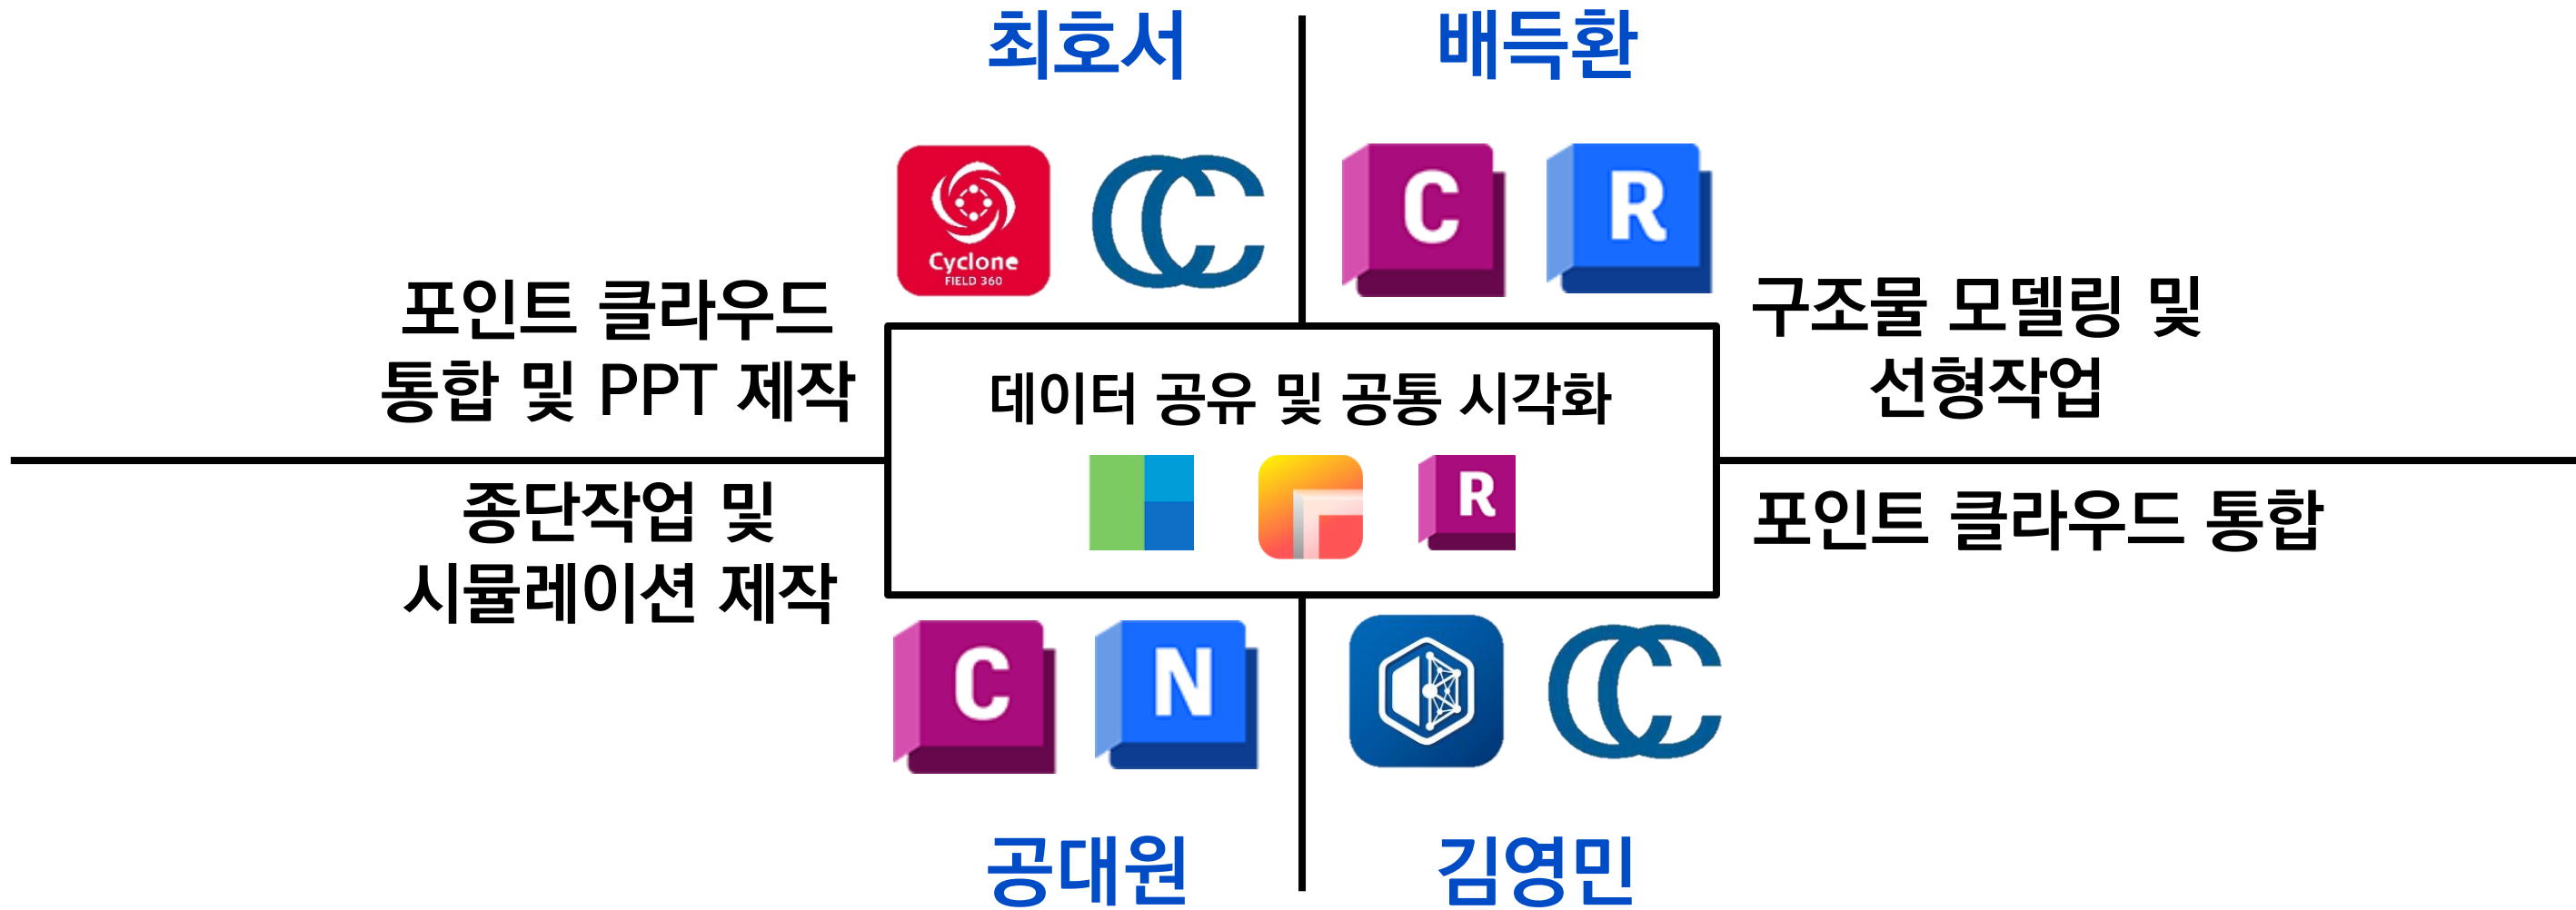 최호서
배득환
Cyclone
FIELD 360
CC
C
R
포인트 클라우드
통합 및 PPT 제작
구조물 모델링 및
선형작업
데이터 공유 및 공통 시각화
R
종단작업 및
시뮬레이션 제작
포인트 클라우드 통합
C
N
CC
공대원
김영민